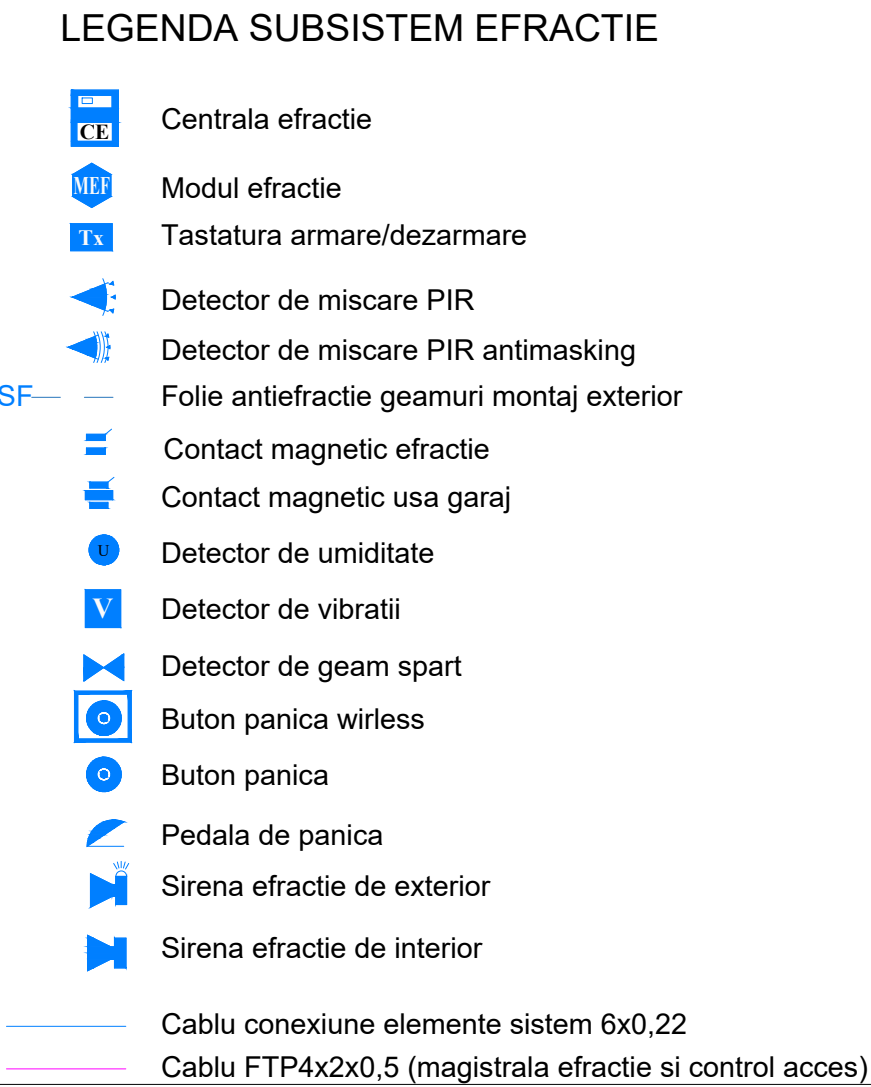 LEGENDA SUBSISTEM EFRACTIE
CE Centrala efractie
MEF Modul efractie
Tx Tastatura armare/dezarmare
Detector de miscare PIR
Detector de miscare PIR antimasking
SF Folie antiefractie geamuri montaj exterior
Contact magnetic efractie
Contact magnetic usa garaj
U Detector de umiditate
V Detector de vibratii
Detector de geam spart
Buton panica wirless
Buton panica
Pedala de panica
Sirena efractie de exterior
Sirena efractie de interior
Cablu conexiune elemente sistem 6x0,22
Cablu FTP4x2x0,5 (magistrala efractie si control acces)